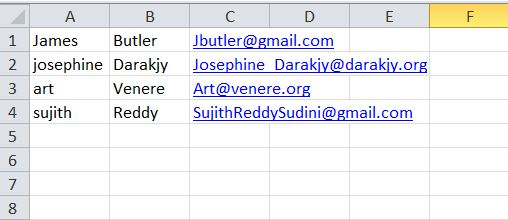 A B C D E F
1 James Butler Jbutler@gmail.com
2 josephine Darakjy Josephine_Darakjy@darakjy.org
3 art Venere Art@venere.org
4 sujith Reddy SujithReddySudini@gmail.com
5
6
7
8